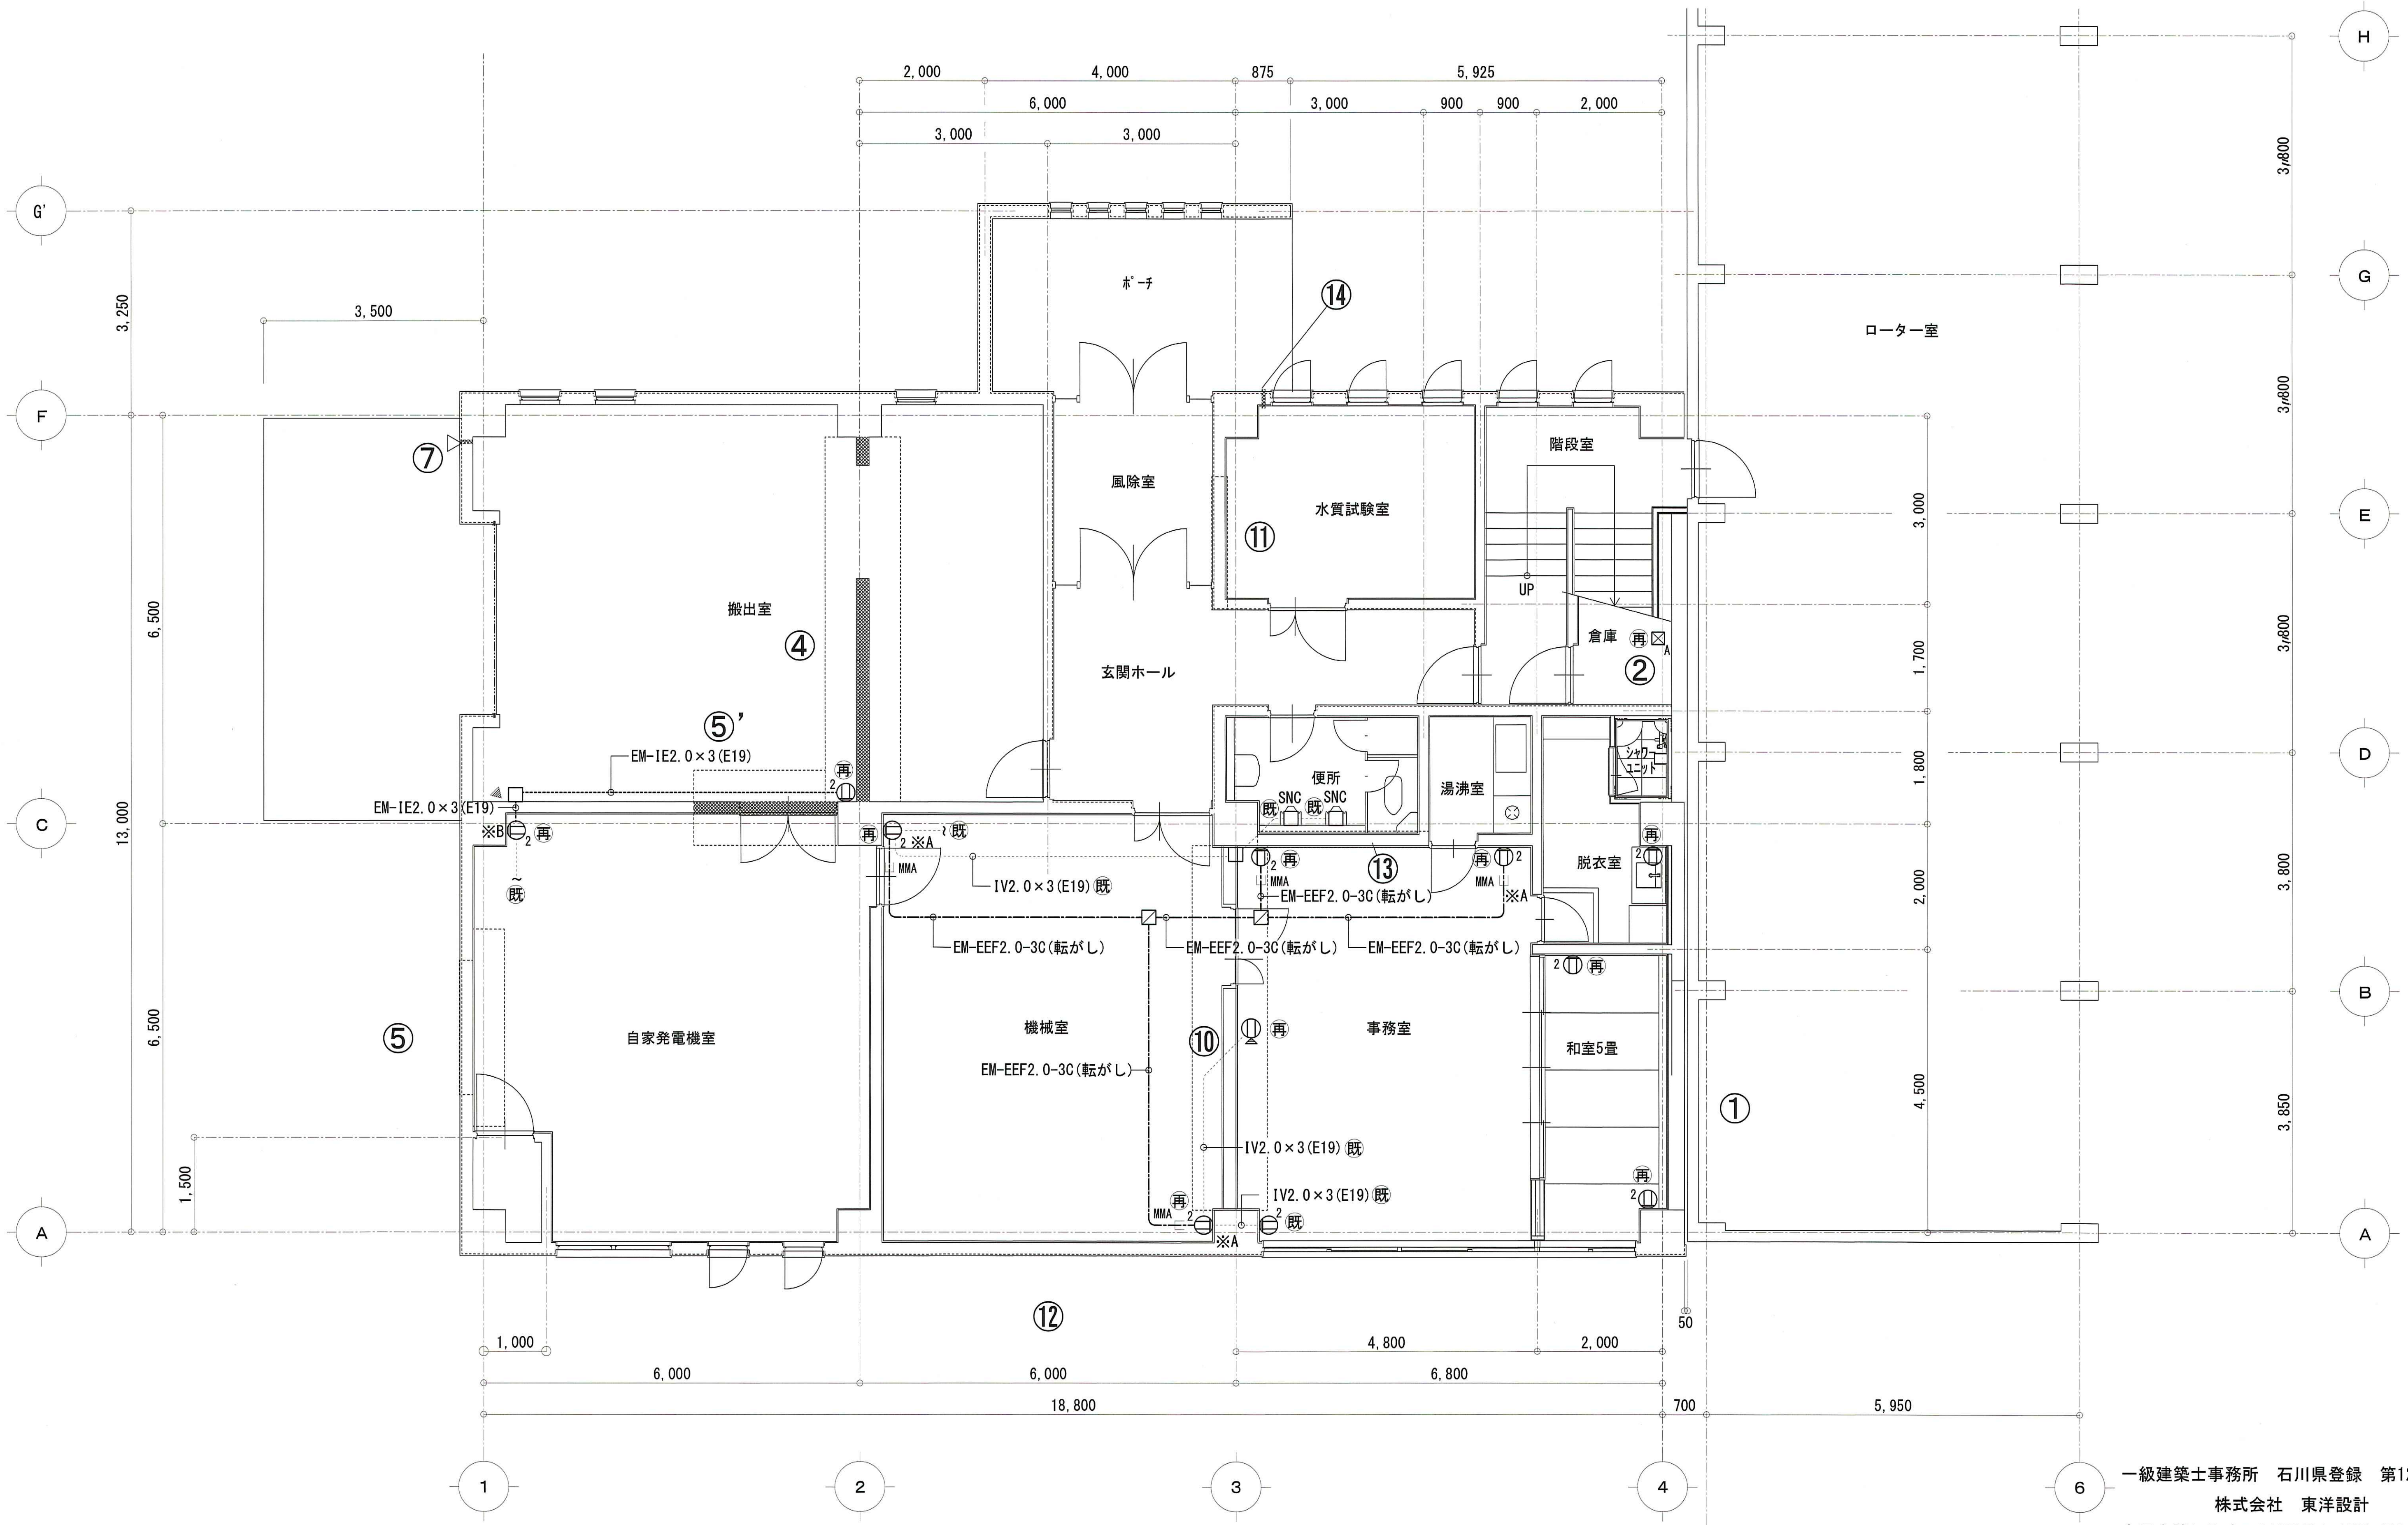 H
2,000 4,000 875 5,925
6,000 3,000 900 900 2,000
3,000 3,000
3,800
G'
ポーチ
⑭
G
3,250
3,500
ローター室
3,800
F
階段室
⑦
風除室
水質試験室
3,000
E
⑪
UP
搬出室
6,500
④
倉庫 再
A
②
1,700
3,800
玄関ホール
⑤’
EM-IE2.0×3(E19)
再
2
シャワー
ユニット
D
便所
湯沸室
1,800
SNC SNC
既 既
EM-IE2.0×3(E19)
C
13,000
※B 2 再
再 2 ※A ~既
MMA
~
既
IV2.0×3(E19)既
2 再
MMA
EM-EEF2.0-3C(転がし)
⑬
再 2
MMA ※A
脱衣室
再
2
2,000
3,800
EM-EEF2.0-3C(転がし)
EM-EEF2.0-3C(転がし)
EM-EEF2.0-3C(転がし)
2 再
B
6,500
⑤
自家発電機室
機械室
⑩
再
事務室
和室5畳
EM-EEF2.0-3C(転がし)
①
4,500
3,850
IV2.0×3(E19)既
1,500
再
MMA 2
※A
IV2.0×3(E19)既
2 既
再
2
A
A
⑫
50
1,000 4,800 2,000
6,000 6,000 6,800
18,800 700 5,950
1 2 3 4 6
一級建築士事務所 石川県登録
株式会社 東洋設計